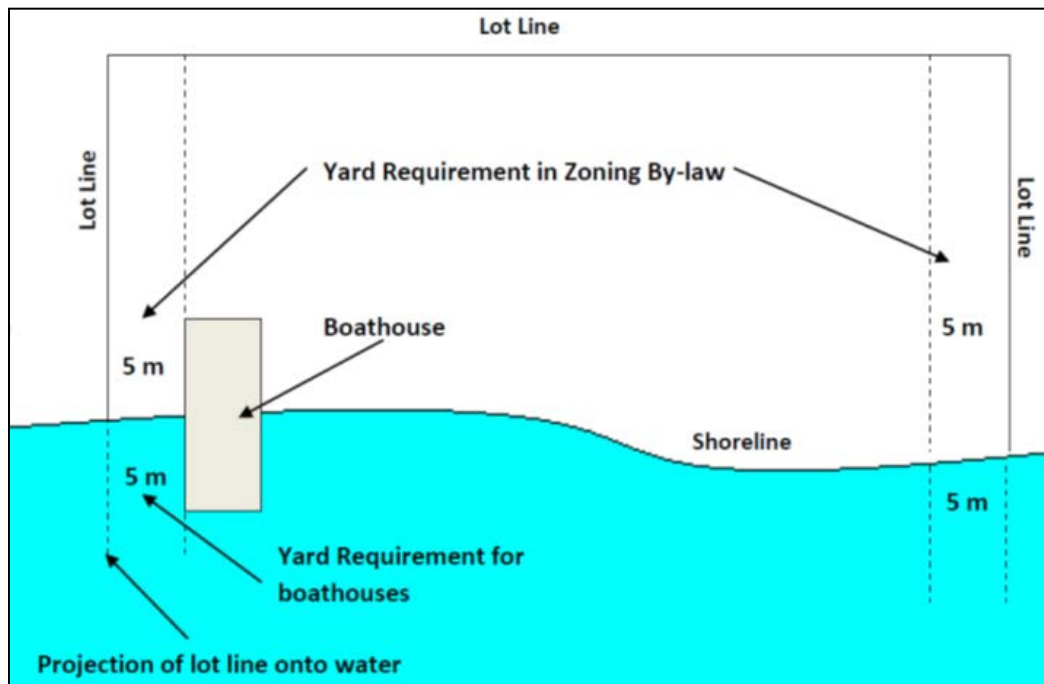 Lot Line
Lot Line
Yard Requirement in Zoning By-law
Lot Line
Boathouse
5 m
5 m
Shoreline
5 m
5 m
Yard Requirement for
boathouses
Projection of lot line onto water